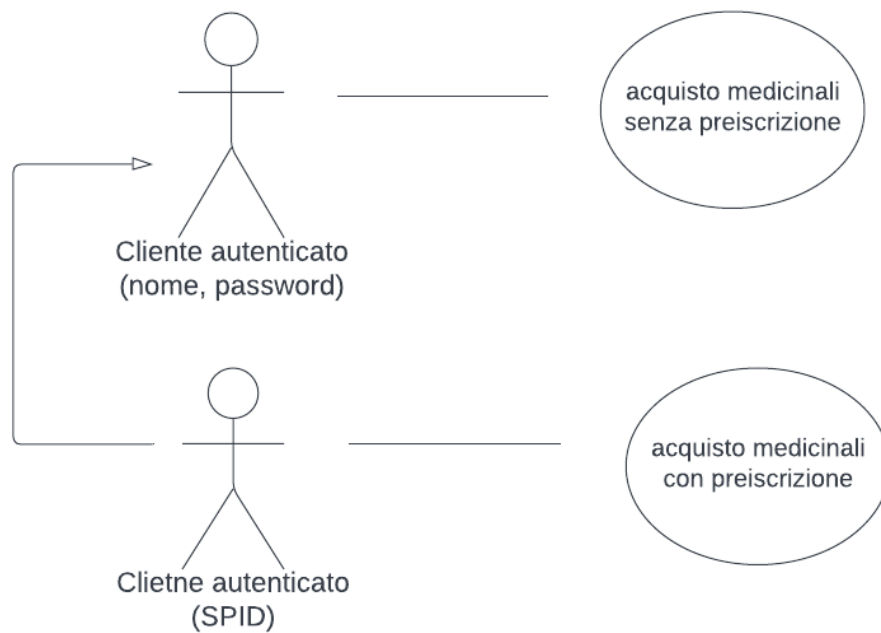 acquisto medicinali
senza preiscrizione
Cliente autenticato
(nome, password)
acquisto medicinali
con preiscrizione
Clietne autenticato
(SPID)